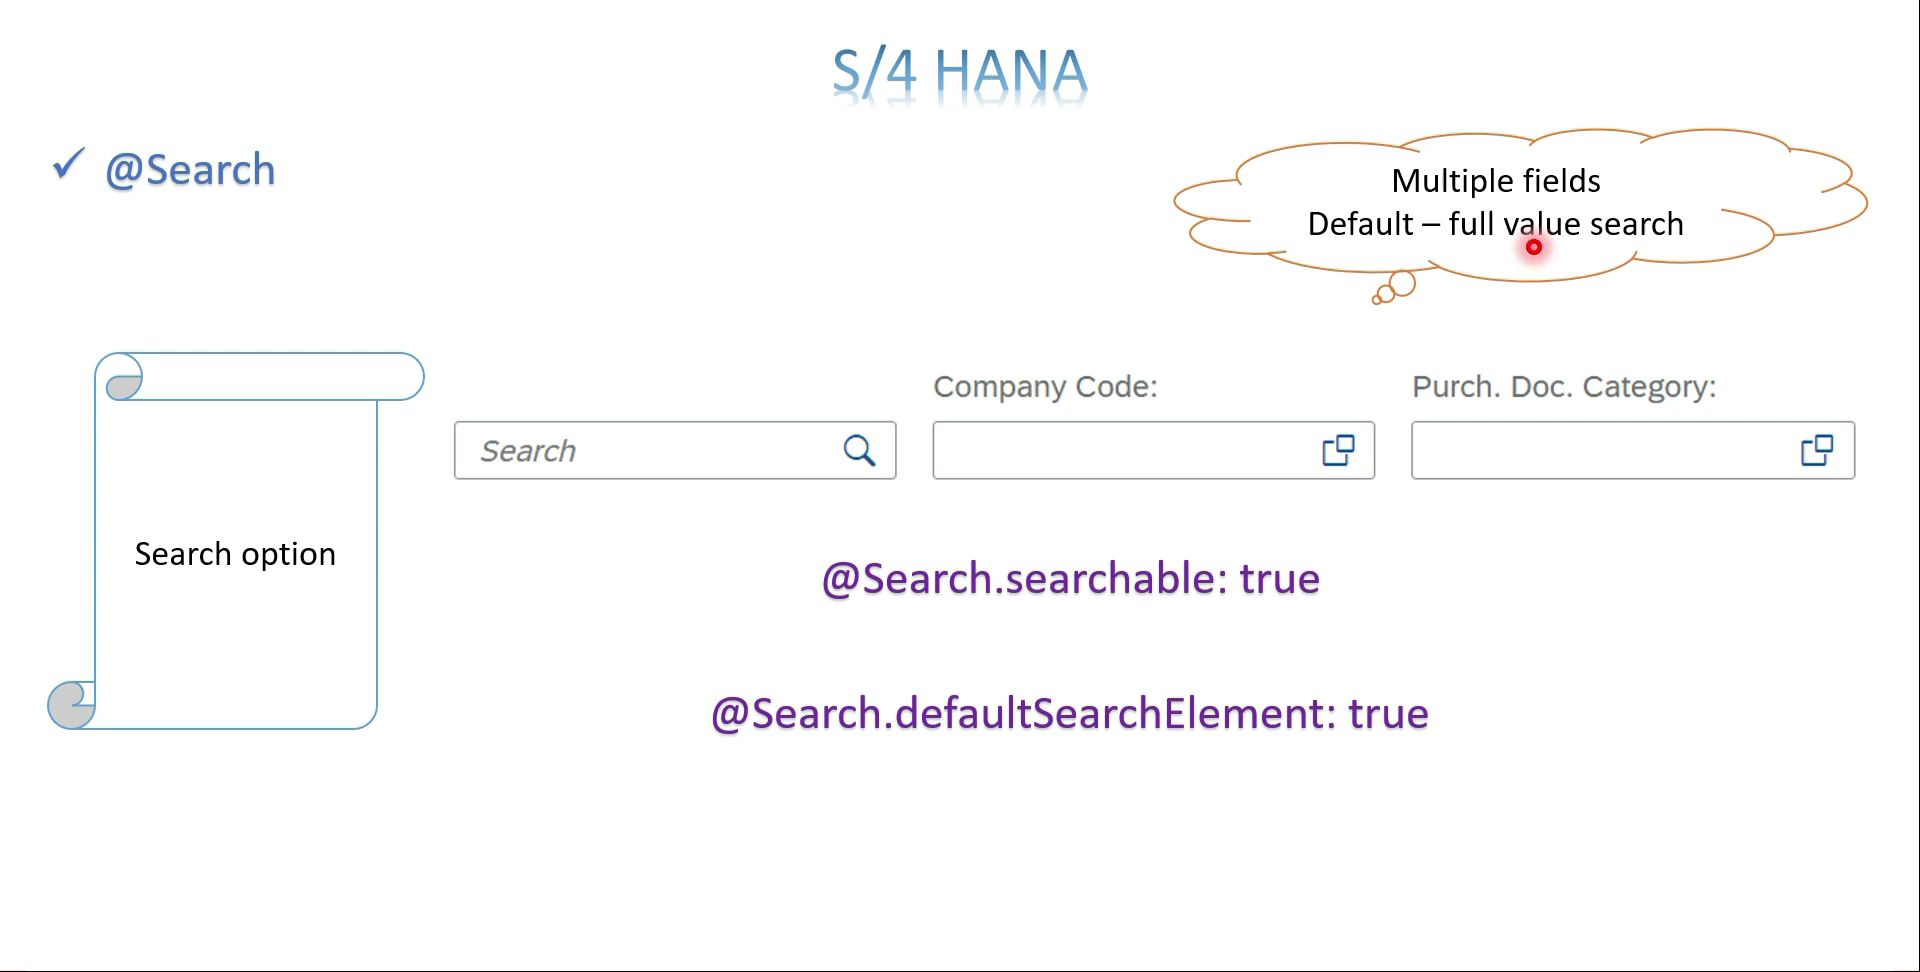 S/4 HANA
@Search
Multiple fields
Default – full value search
Search option
Search
Company Code:
Purch. Doc. Category:
@Search.searchable: true
@Search.defaultSearchElement: true